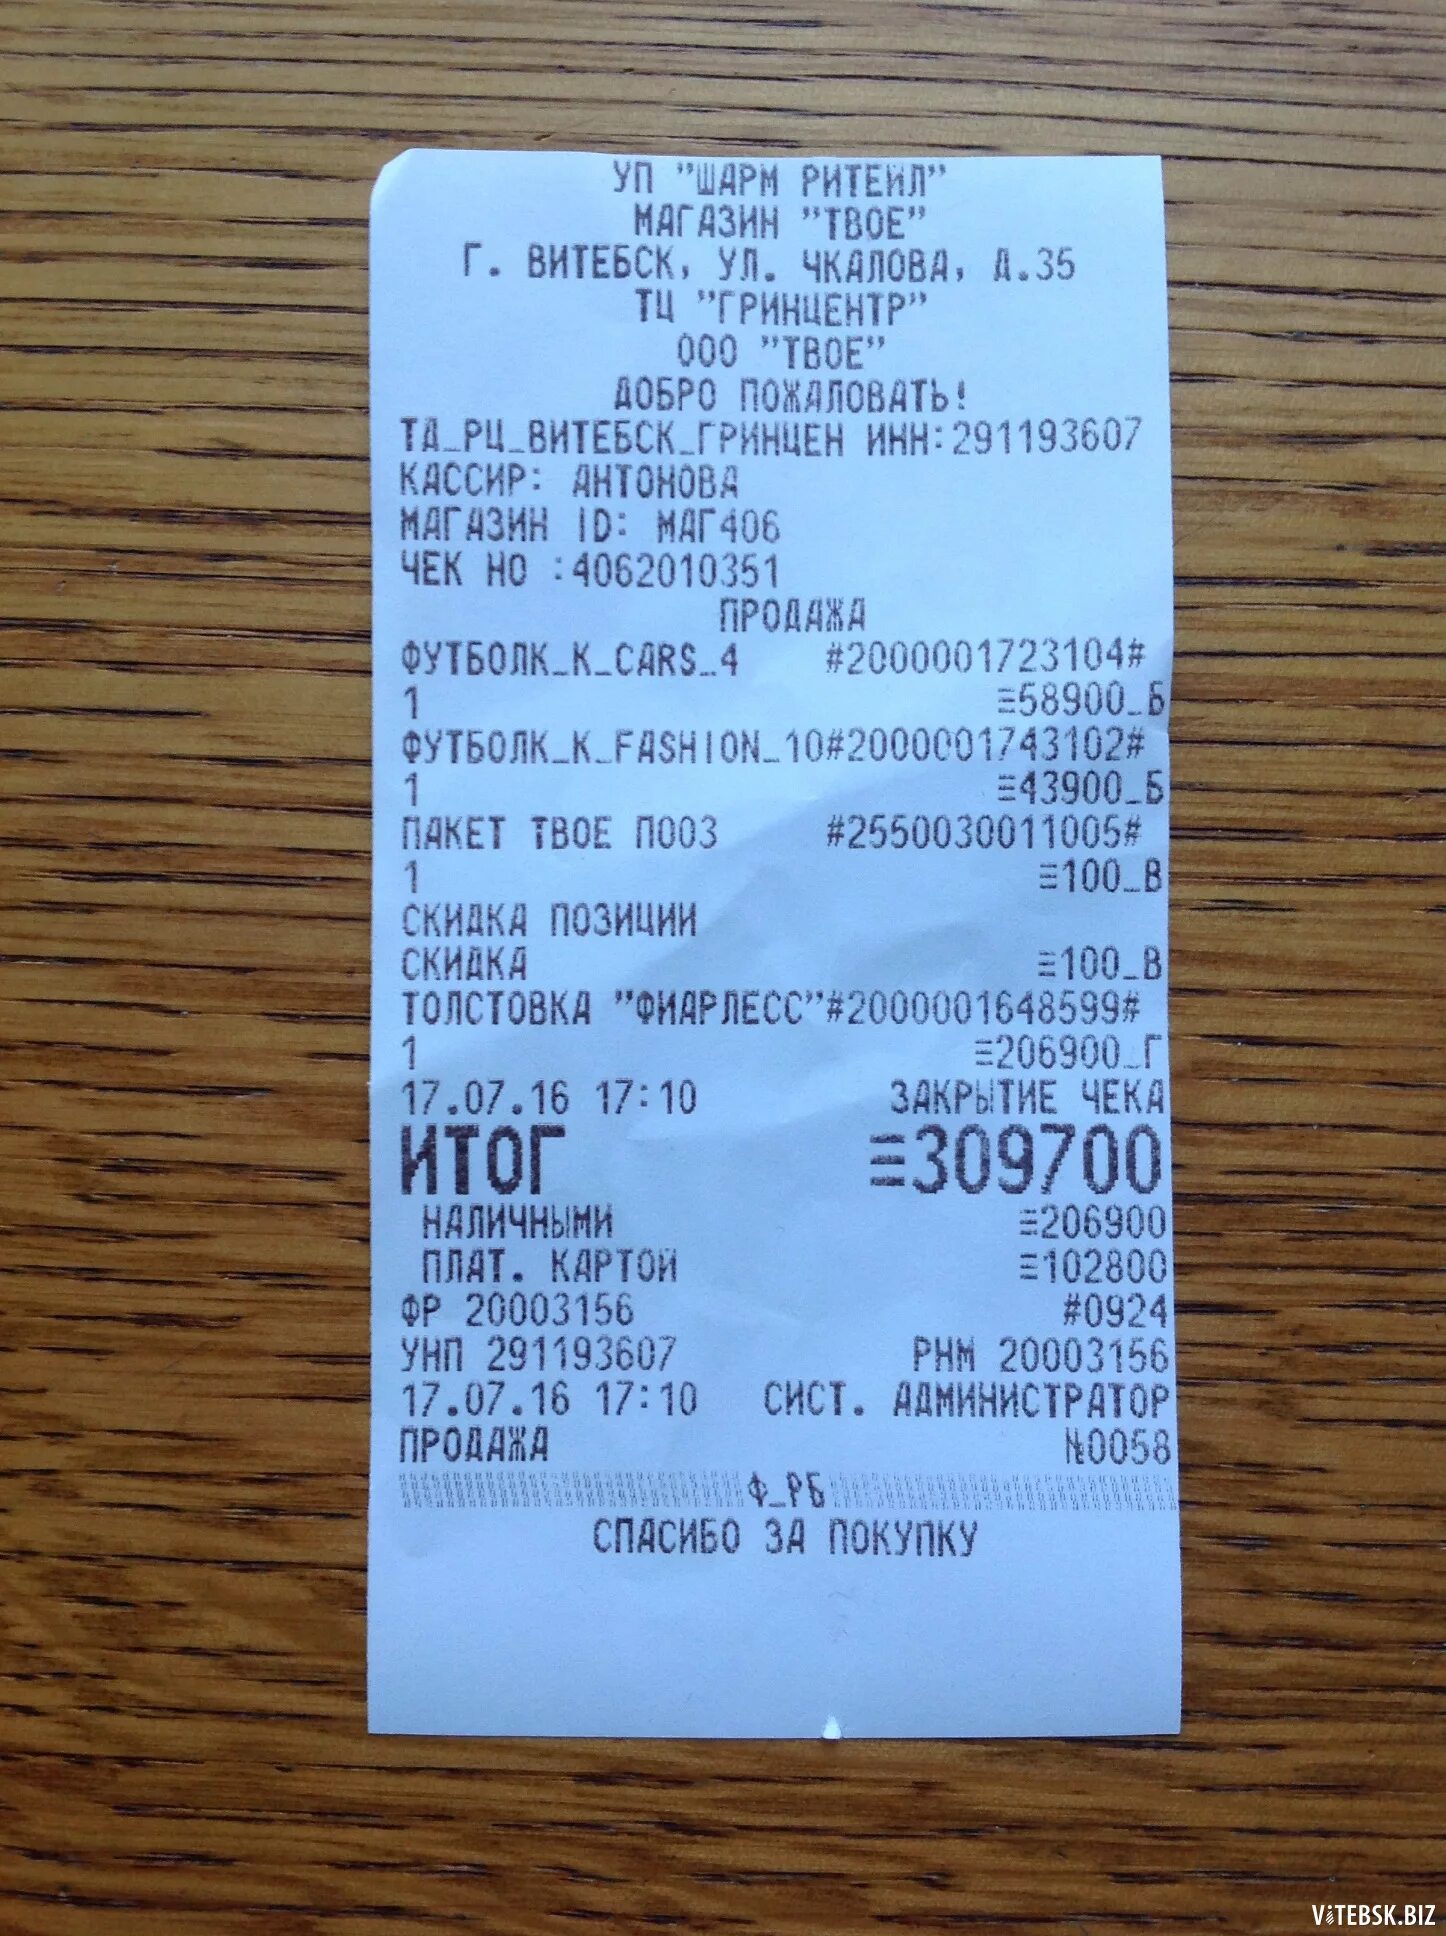 УП "ШАРМ РИТЕЙЛ"
МАГАЗИН "ТВОЕ"
Г. ВИТЕБСК, УЛ. ЧКАЛОВА, Д.35
ТЦ "ГРИНЦЕНТР"
ООО "ТВОЕ"
ДОБРО ПОЖАЛОВАТЬ!
ТА_РЦ_ВИТЕБСК_ГРИНЦЕН ИНН:291193607
КАССИР: АНТОНОВА
МАГАЗИН ID: МАГ406
ЧЕК НО :4062010351
ПРОДАЖА
ФУТБОЛК_К_CARS_4 #2000001723104#
1 ≡58900_Б
ФУТБОЛК_К_FASHION_10#2000001743102#
1 ≡43900_Б
ПАКЕТ ТВОЕ П003 #2550030011005#
1 ≡100_В
СКИДКА ПОЗИЦИИ
СКИДКА ≡100_В
ТОЛСТОВКА "ФИАРЛЕСС"#2000001648599#
1 ≡206900_Г
17.07.16 17:10 ЗАКРЫТИЕ ЧЕКА
ИТОГ ≡309700
НАЛИЧНЫМИ ≡206900
ПЛАТ. КАРТОЙ ≡102800
ФР 20003156 #0924
УНП 291193607 РНМ 20003156
17.07.16 17:10 СИСТ. АДМИНИСТРАТОР
ПРОДАЖА №0058
Ф_РБ
СПАСИБО ЗА ПОКУПКУ
ViTEBSK.BIZ